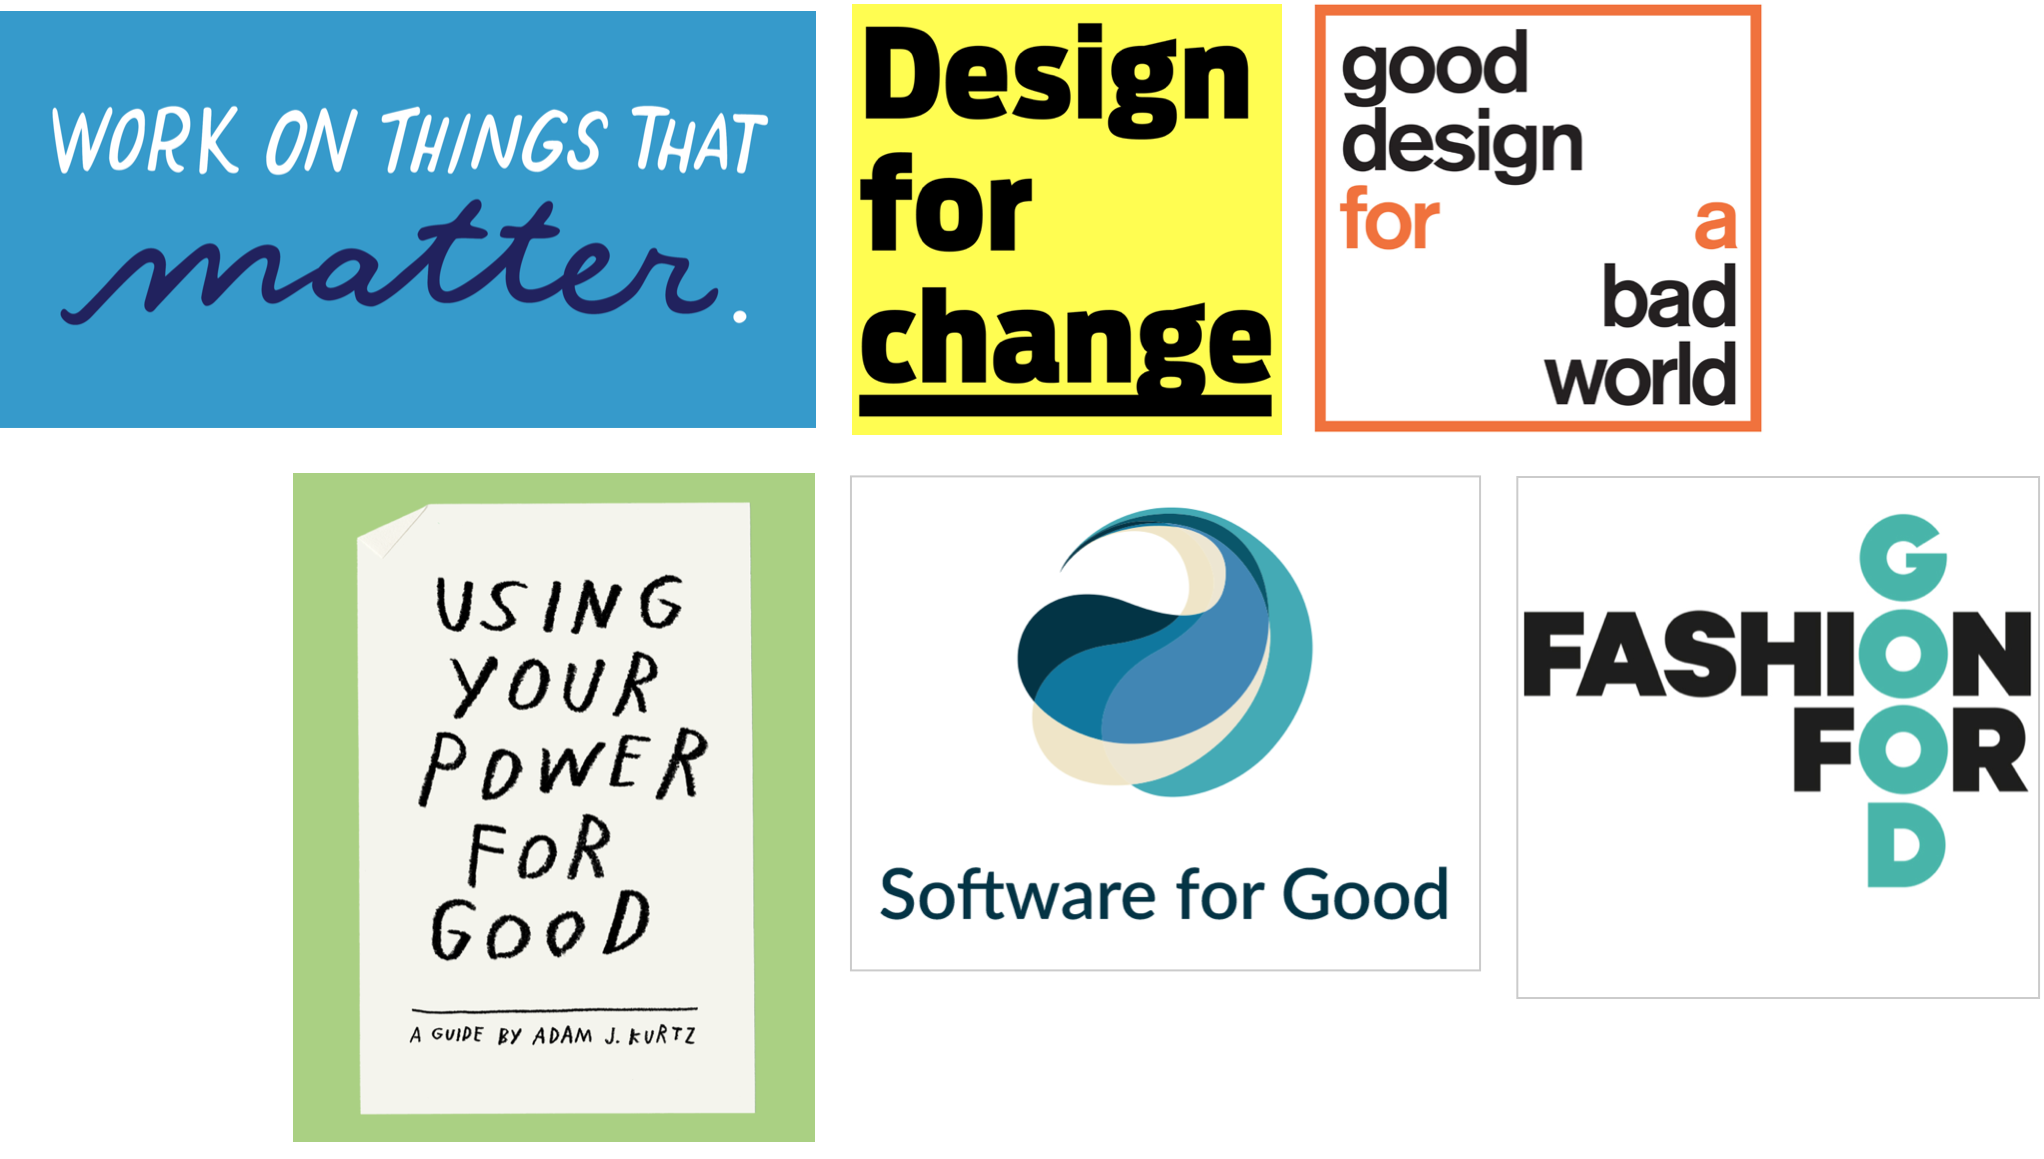 WORK ON THINGS THAT
matter.
Design
for
change
good
design
for a
bad
world
USING
YOUR
POWER
FOR
GOOD
A GUIDE BY ADAM J. KURTZ
Software for Good
FASHION
FOR
GOOD